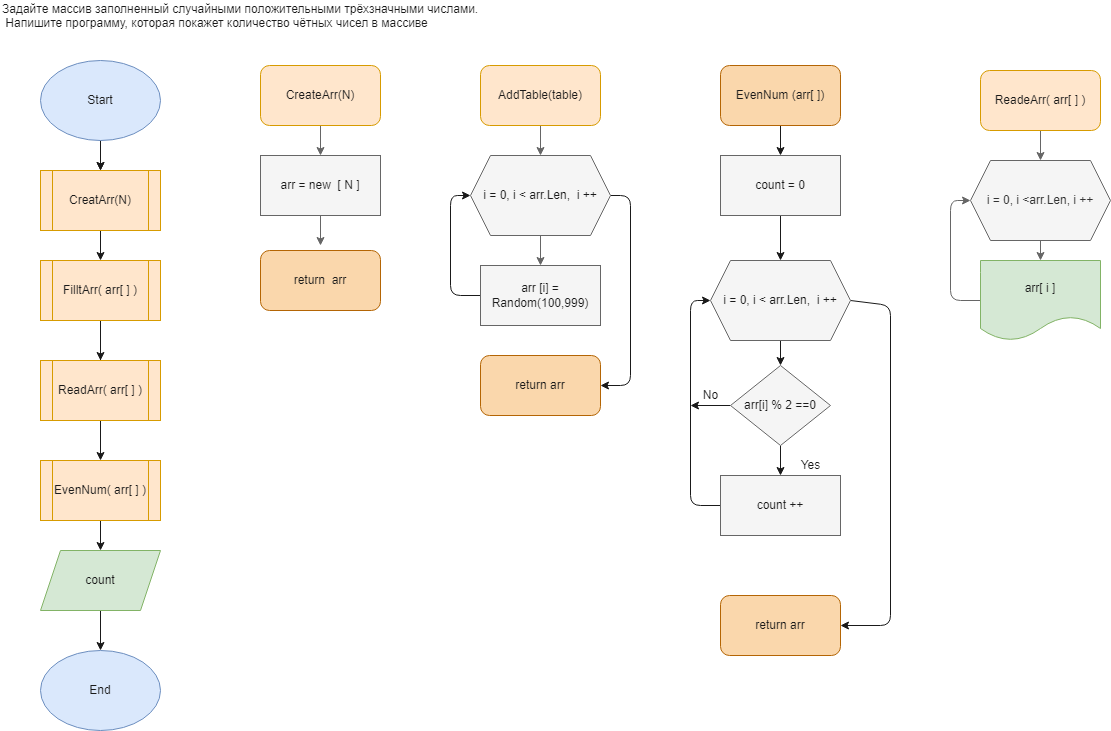 Задайте массив заполненный случайными положительными трёхзначными числами.
Напишите программу, которая покажет количество чётных чисел в массиве
Start
CreatArr(N)
FilltArr( arr[ ] )
ReadArr( arr[ ] )
EvenNum( arr[ ] )
count
End
CreateArr(N)
arr = new [ N ]
return arr
AddTable(table)
i = 0, i < arr.Len, i ++
arr [i] =
Random(100,999)
return arr
EvenNum (arr[ ])
count = 0
i = 0, i < arr.Len, i ++
No
arr[i] % 2 ==0
Yes
count ++
return arr
ReadeArr( arr[ ] )
i = 0, i <arr.Len, i ++
arr[ i ]